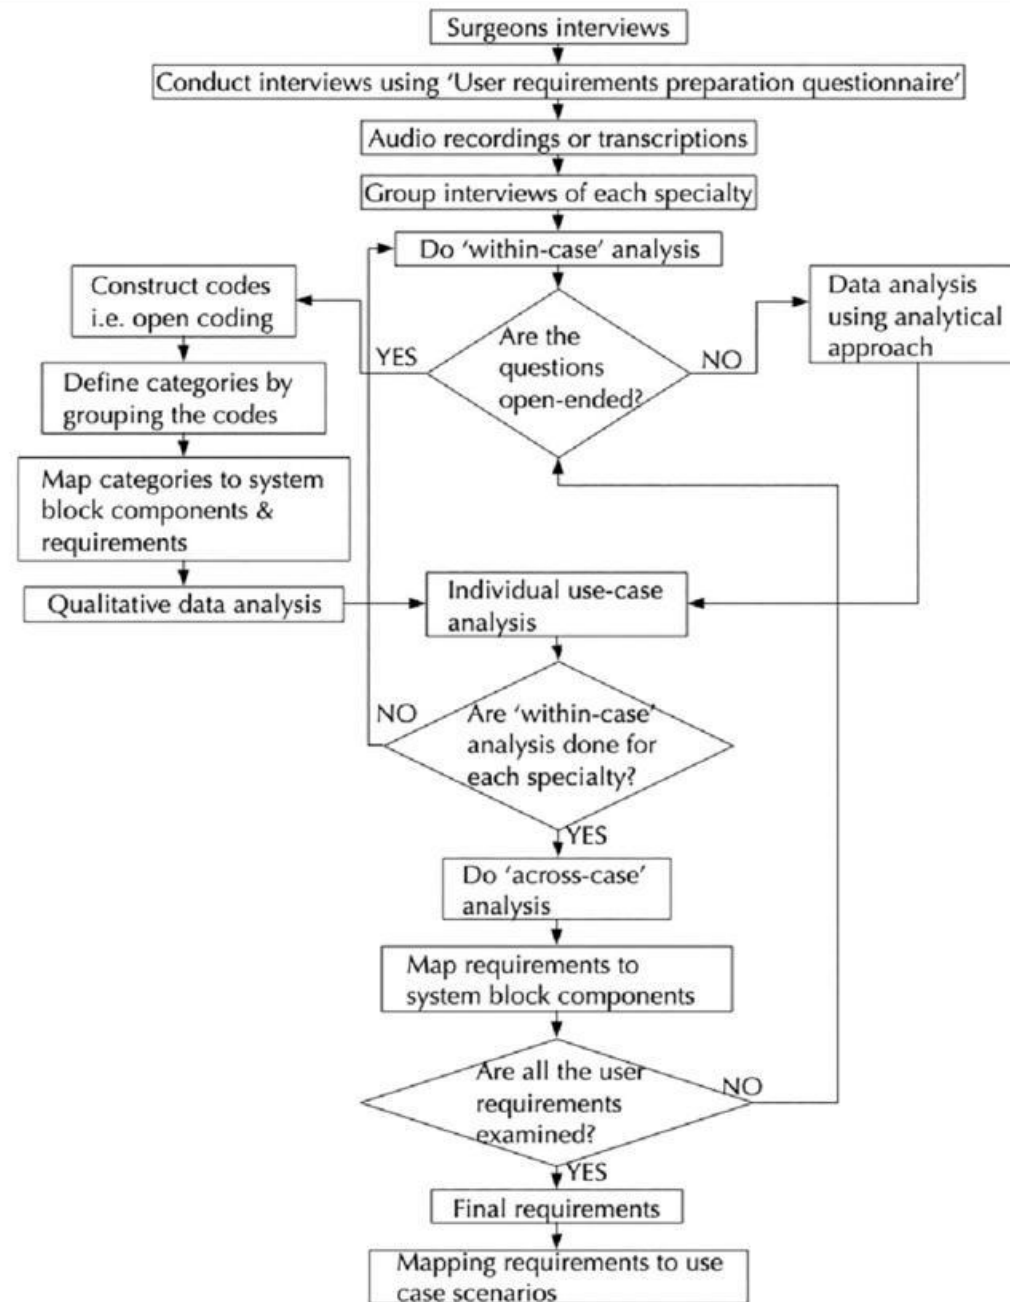 Surgeons interviews
Conduct interviews using ‘User requirements preparation questionnaire’
Audio recordings or transcriptions
Group interviews of each specialty
Do ‘within-case’ analysis
Construct codes
i.e. open coding
Data analysis
using analytical
approach
Are the
questions
open-ended?
YES
NO
Define categories by
grouping the codes
Map categories to system
block components &
requirements
Qualitative data analysis
Individual use-case
analysis
NO
Are ‘within-case’
analysis done for
each specialty?
YES
Do ‘across-case’
analysis
Map requirements to
system block components
Are all the user
requirements
examined?
NO
YES
Final requirements
Mapping requirements to use
case scenarios